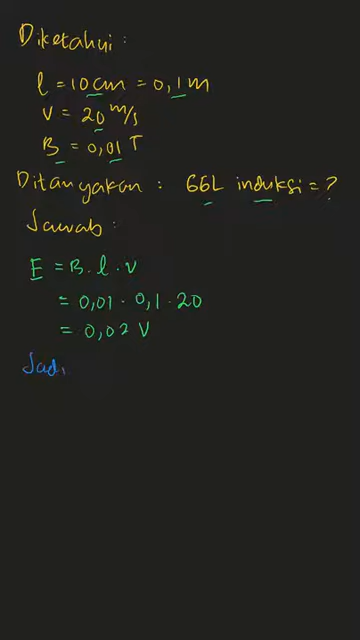 Diketahui :
l = 10 cm = 0,1 m
v = 20 m/s
B = 0,01 T
Ditanyakan : GGL induksi = ?
Jawab :
E = B . l . v
= 0,01 . 0,1 . 20
= 0,02 V
Jadi